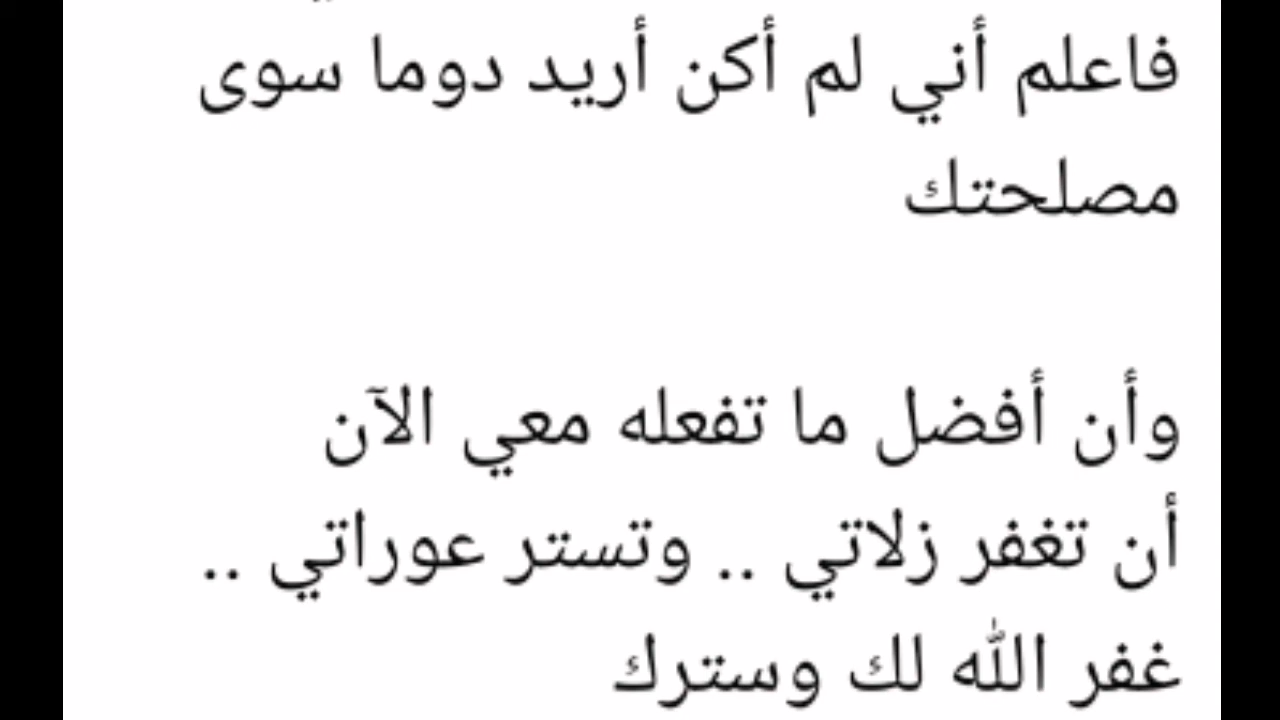 فاعلم أني لم أكن أريد دوما سوى
مصلحتك
وأن أفضل ما تفعله معي الآن
أن تغفر زلاتي .. وتستر عوراتي ..
غفر الله لك وسترك